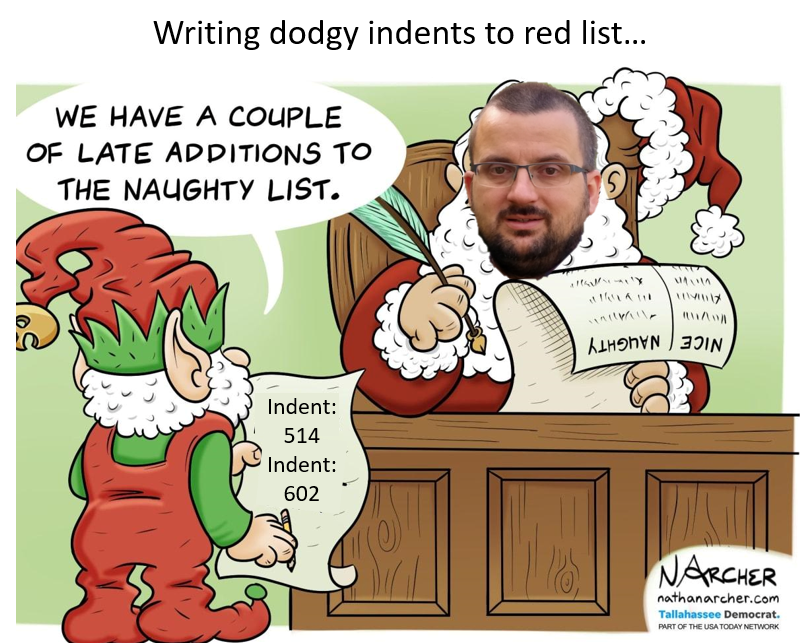 Writing dodgy indents to red list...
WE HAVE A COUPLE
OF LATE ADDITIONS TO
THE NAUGHTY LIST.
NAUGHTY
NICE
Indent:
514
Indent:
602
NARCHER
nathanarcher.com
Tallahassee Democrat.
PART OF THE USA TODAY NETWORK